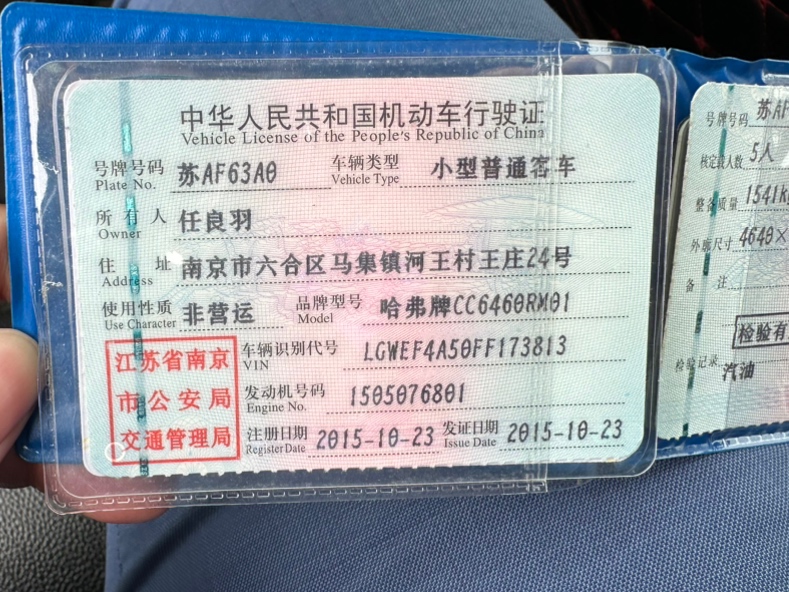 中华人民共和国机动车行驶证
Vehicle License of the People's Republic of China
号牌号码 苏AF63A0 车辆类型 小型普通客车
Plate No. Vehicle Type
所有人 任良羽
Owner
住址 南京市六合区马集镇河王村王庄24号
Address
使用性质 非营运 品牌型号 哈弗牌CC6460RM01
Use Character Model
江苏省南京
市公安局
交通管理局
车辆识别代号 LGWEF4A50FF173813
VIN
发动机号码 1505076801
Engine No.
注册日期 2015-10-23 发证日期 2015-10-23
Register Date Issue Date
号牌号码 苏AF
核定载人数 5人
整备质量 1541k
外廓尺寸 4640×
备注
检验有
检验记录
汽油